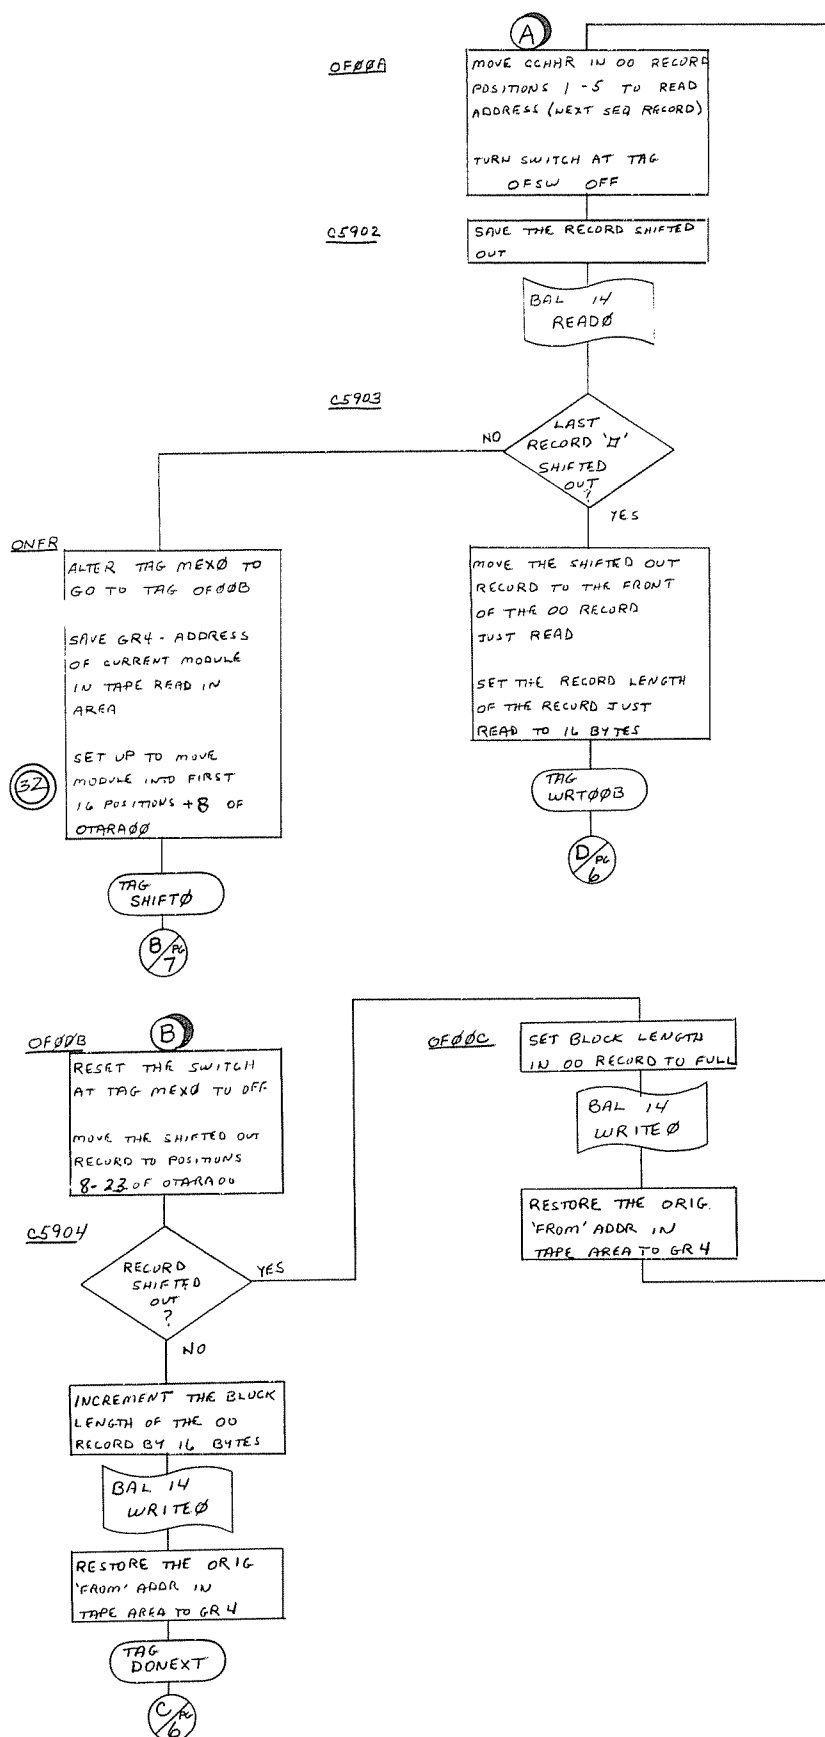 A
OFØØA
MOVE CCHHR IN 00 RECORD
POSITIONS 1-5 TO READ
ADDRESS (NEXT SEQ RECORD)
TURN SWITCH AT TAG
OFSW OFF
C5902
SAVE THE RECORD SHIFTED
OUT
BAL 14
READØ
C5903
LAST
RECORD '⌑'
SHIFTED
OUT
?
NO
YES
ONFR
ALTER TAG MEXØ TO
GO TO TAG OFØØB
SAVE GR4 - ADDRESS
OF CURRENT MODULE
IN TAPE READ IN
AREA
SET UP TO MOVE
MODULE INTO FIRST
16 POSITIONS +8 OF
OTARAØØ
32
TAG
SHIFTØ
B/PG
7
MOVE THE SHIFTED OUT
RECORD TO THE FRONT
OF THE 00 RECORD
JUST READ
SET THE RECORD LENGTH
OF THE RECORD JUST
READ TO 16 BYTES
TAG
WRTØØB
D/PG
6
OFØØB
B
RESET THE SWITCH
AT TAG MEXØ TO OFF
MOVE THE SHIFTED OUT
RECORD TO POSITIONS
8-23 OF OTARA00
C5904
RECORD
SHIFTED
OUT
?
YES
NO
INCREMENT THE BLOCK
LENGTH OF THE 00
RECORD BY 16 BYTES
BAL 14
WRITEØ
RESTORE THE ORIG
'FROM' ADDR IN
TAPE AREA TO GR4
TAG
DONEXT
C/PG
6
OFØØC
SET BLOCK LENGTH
IN 00 RECORD TO FULL
BAL 14
WRITEØ
RESTORE THE ORIG.
'FROM' ADDR IN
TAPE AREA TO GR4